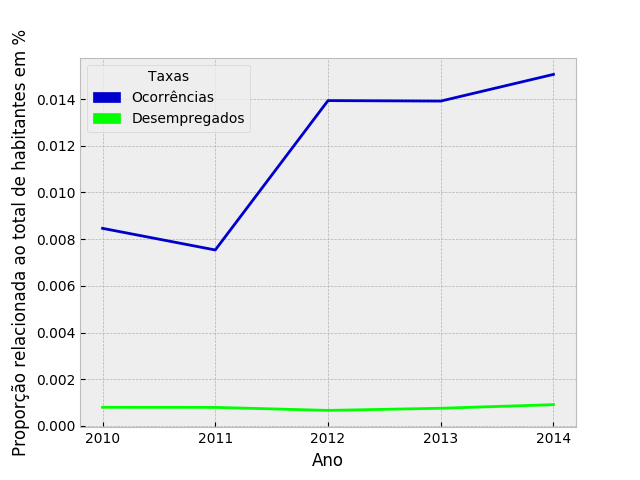 Proporção relacionada ao total de habitantes em %
Taxas
Ocorrências
Desempregados
0.014
0.012
0.010
0.008
0.006
0.004
0.002
0.000
2010 2011 2012 2013 2014
Ano